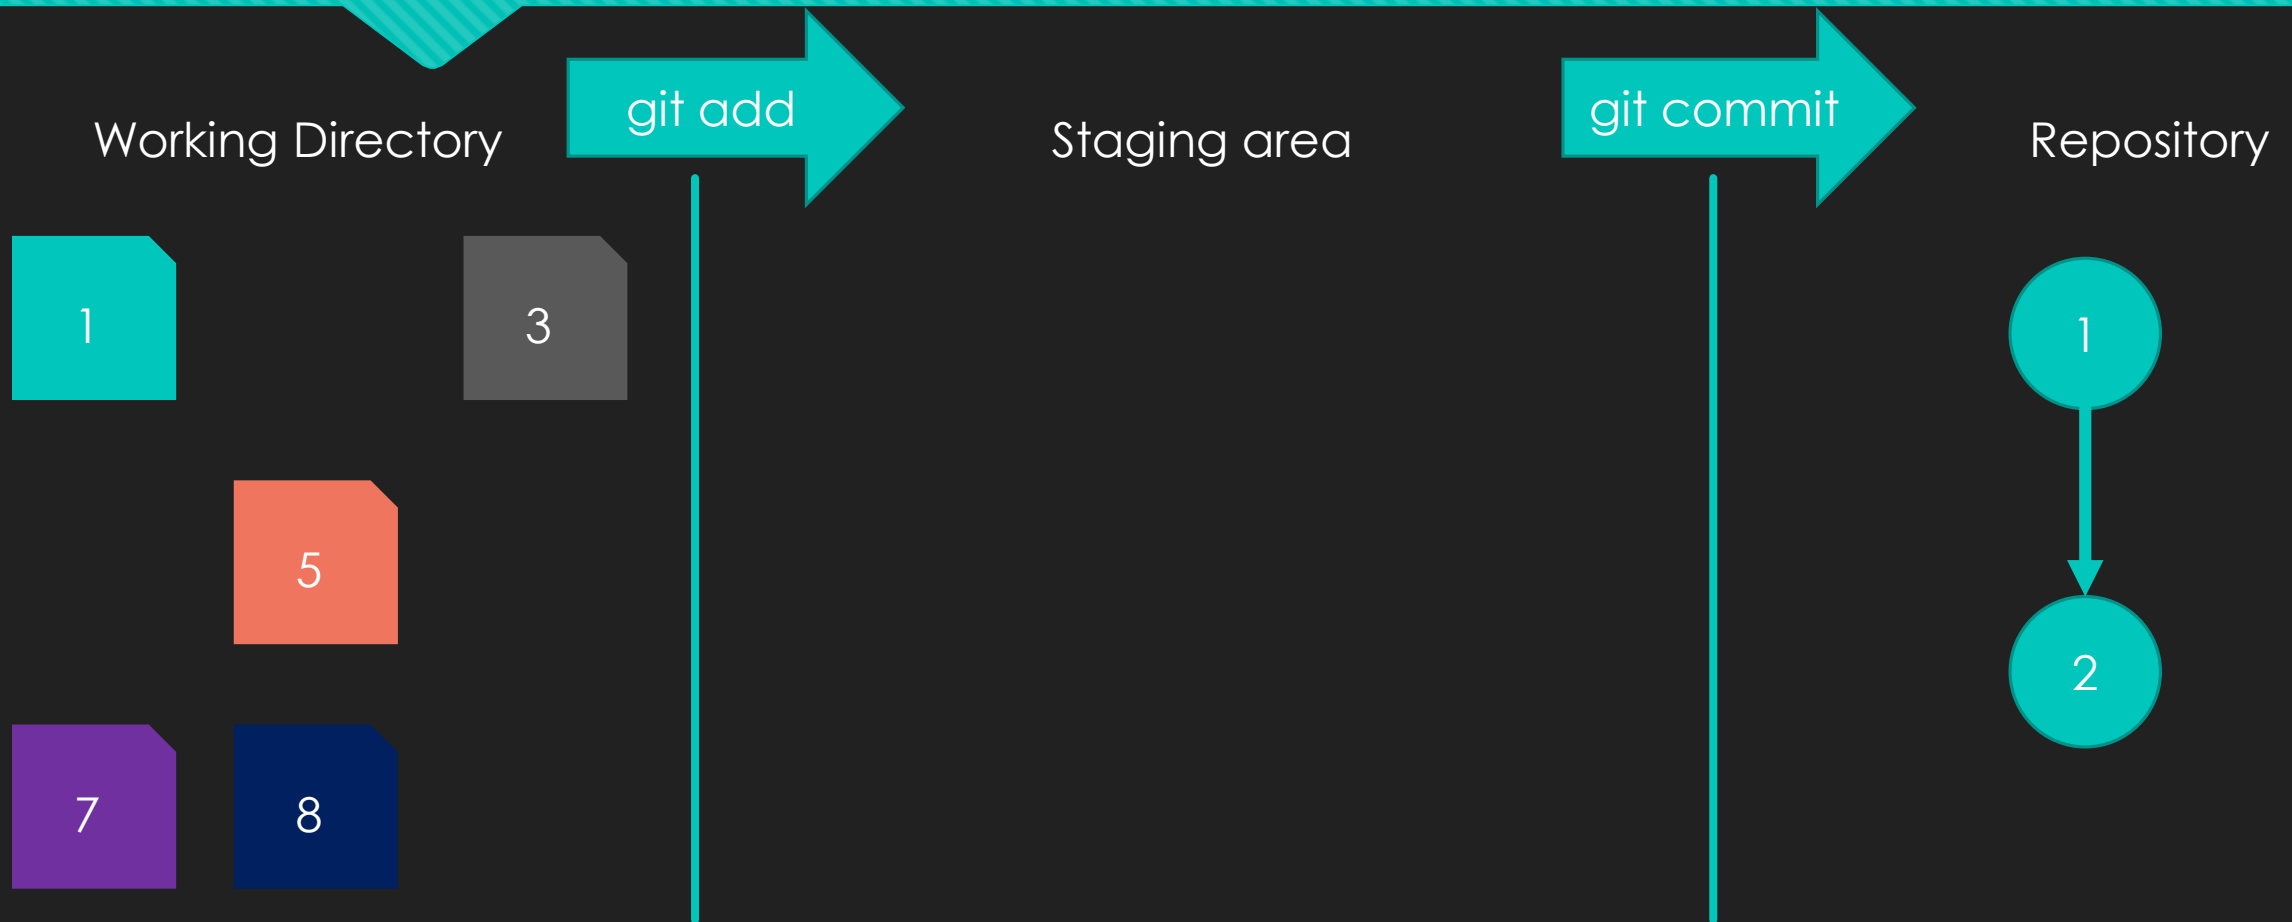 Working Directory
git add
Staging area
git commit
Repository
1
3
5
7
8
1
2